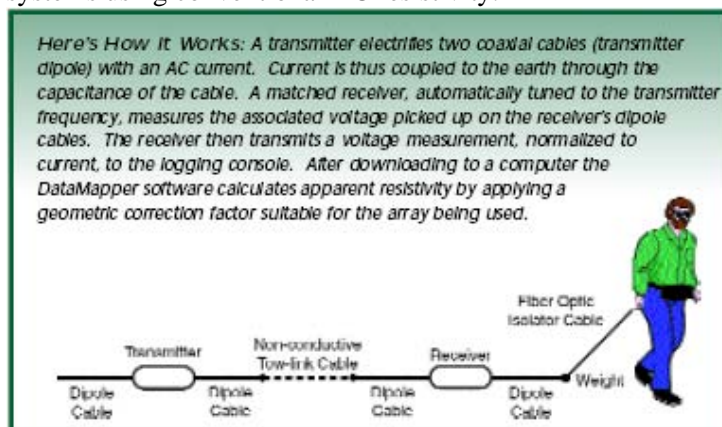 Here's How It Works: A transmitter electrifies two coaxial cables (transmitter
dipole) with an AC current. Current is thus coupled to the earth through the
capacitance of the cable. A matched receiver, automatically tuned to the transmitter
frequency, measures the associated voltage picked up on the receiver's dipole
cables. The receiver then transmits a voltage measurement, normalized to
current, to the logging console. After downloading to a computer the
DataMapper software calculates apparent resistivity by applying a
geometric correction factor suitable for the array being used.
Fiber Optic
Isolator Cable
Transmitter
Non-conductive
Tow-link Cable
Receiver
Weight
Dipole
Cable
Dipole
Cable
Dipole
Cable
Dipole
Cable